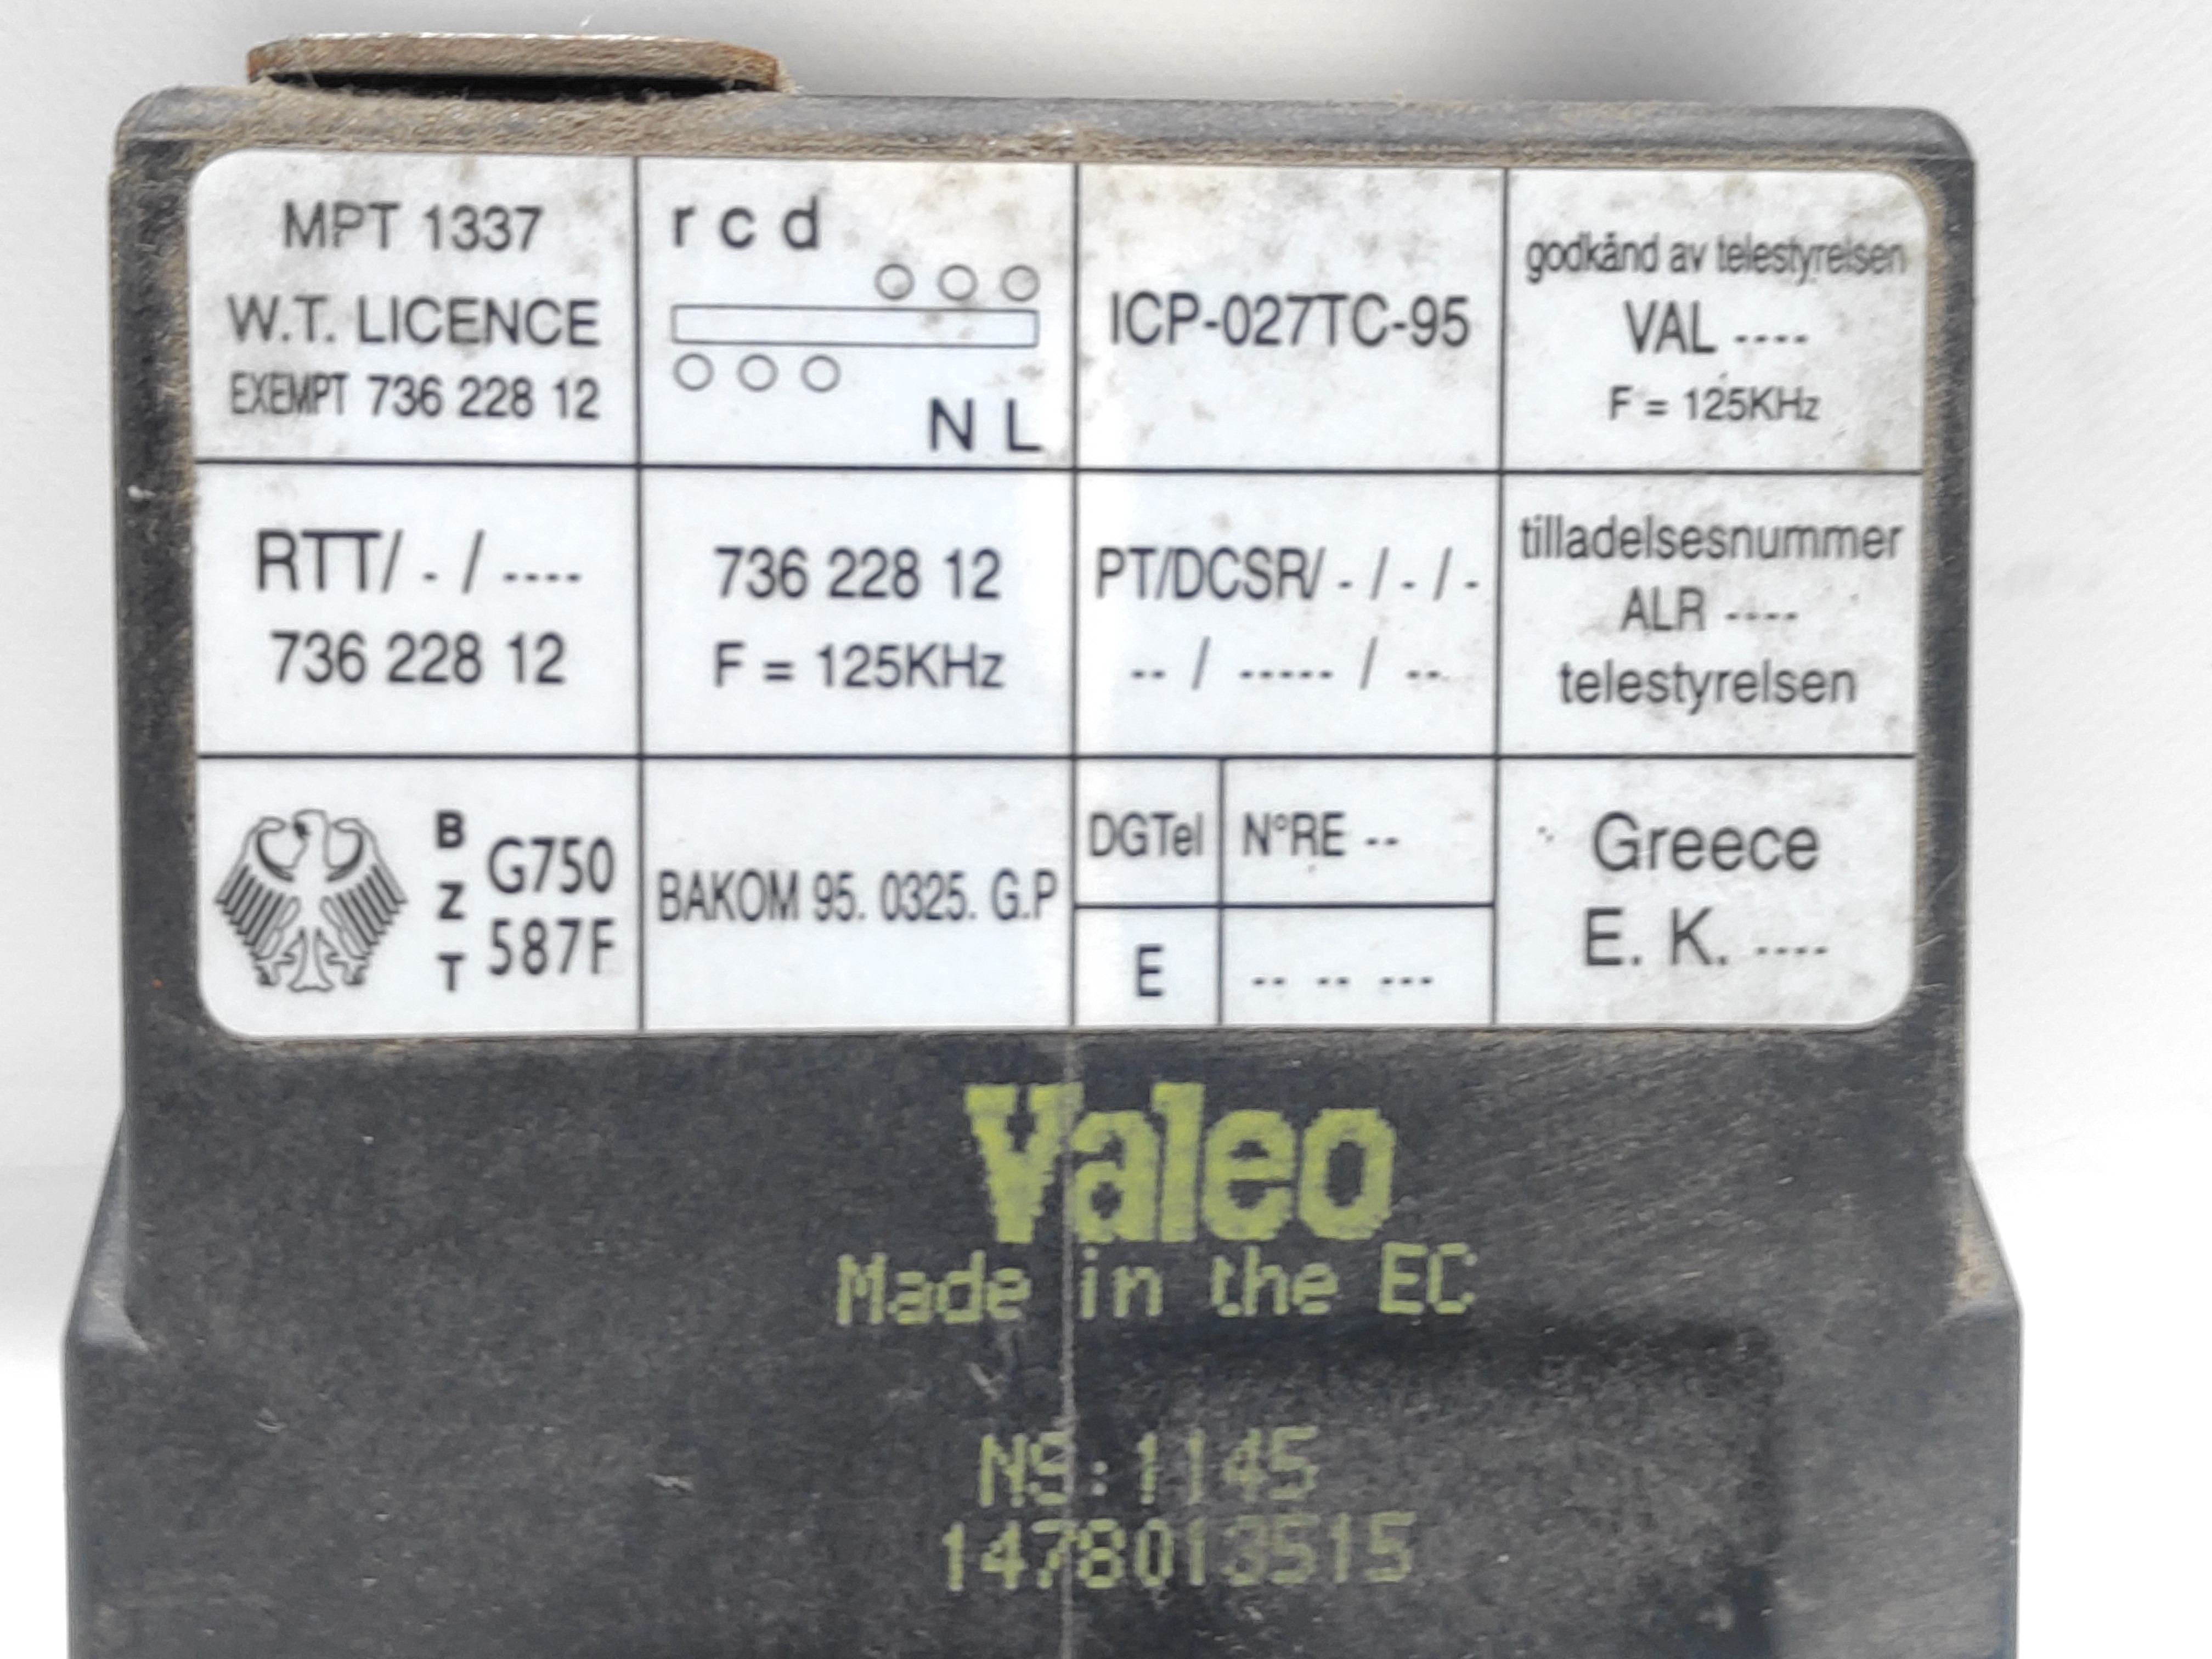 MPT 1337
W.T. LICENCE
EXEMPT 736 228 12
r c d
N L
ICP-027TC-95
godkänd av telestyrelsen
VAL ----
F = 125KHz
RTT/ - / ----
736 228 12
736 228 12
F = 125KHz
PT/DCSR/ - / - / -
-- / ----- / --
tilladelsesnummer
ALR ----
telestyrelsen
B Z T
G750
587F
BAKOM 95. 0325. G.P
DGTel
N°RE --
E
-- -- ---
Greece
E. K. ----
Valeo
Made in the EC
NS:1145
1478013515